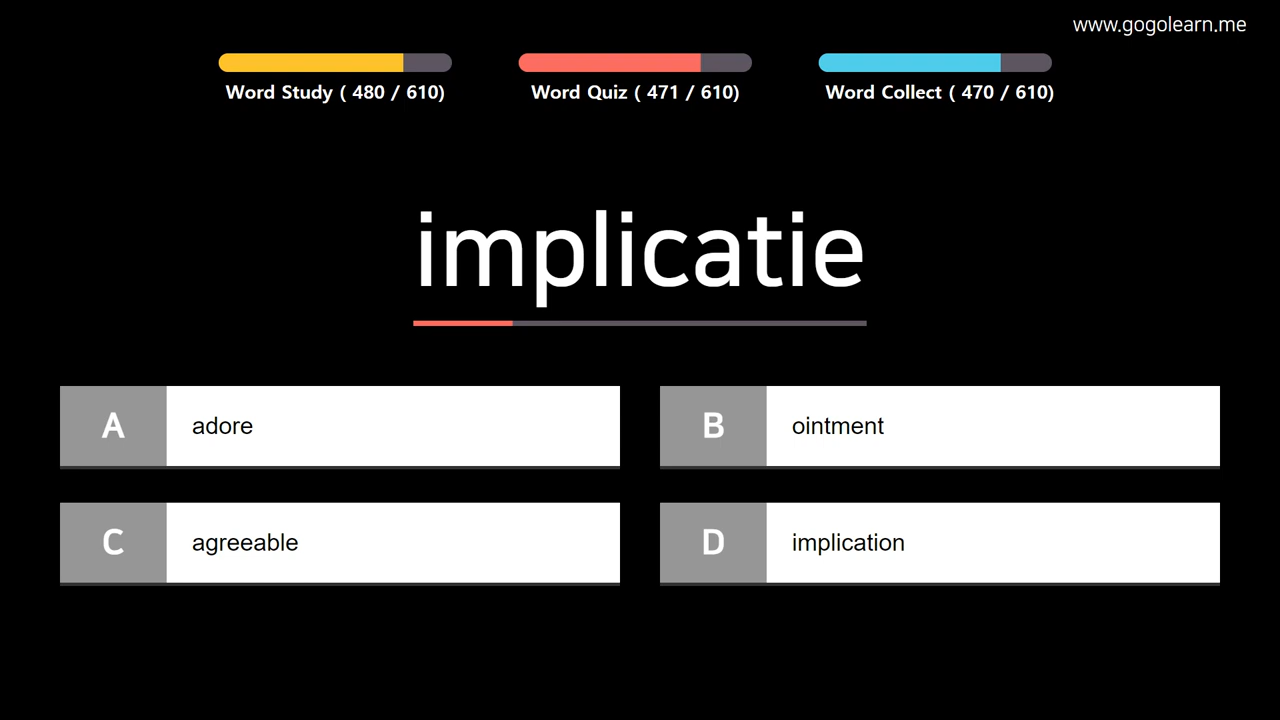 www.gogolearn.me
Word Study ( 480 / 610)
Word Quiz ( 471 / 610)
Word Collect ( 470 / 610)
implicatie
A adore
B ointment
C agreeable
D implication